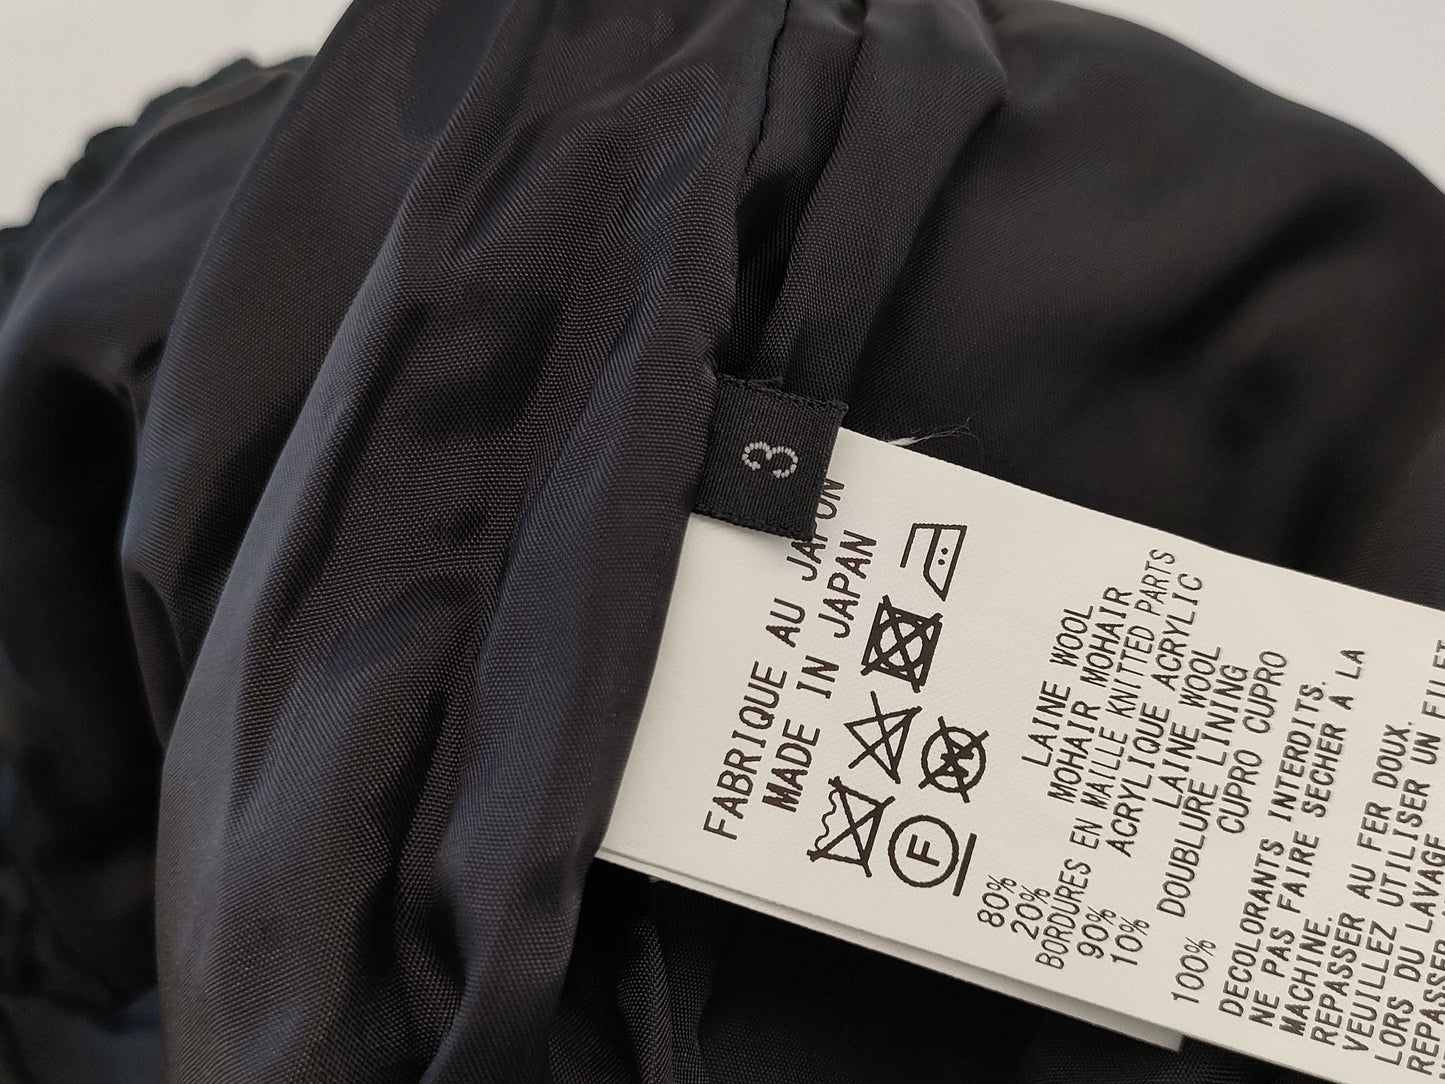 3
FABRIQUE AU JAPON
MADE IN JAPAN
F
80% LAINE WOOL
20% MOHAIR MOHAIR
BORDURES EN MAILLE KNITTED PARTS
90% ACRYLIQUE ACRYLIC
10% LAINE WOOL
DOUBLURE LINING
100% CUPRO CUPRO
DECOLORANTS INTERDITS.
NE PAS FAIRE SECHER À LA
MACHINE.
REPASSER AU FER DOUX.
VEUILLEZ UTILISER UN FILET
LORS DU LAVAGE
REPASSER